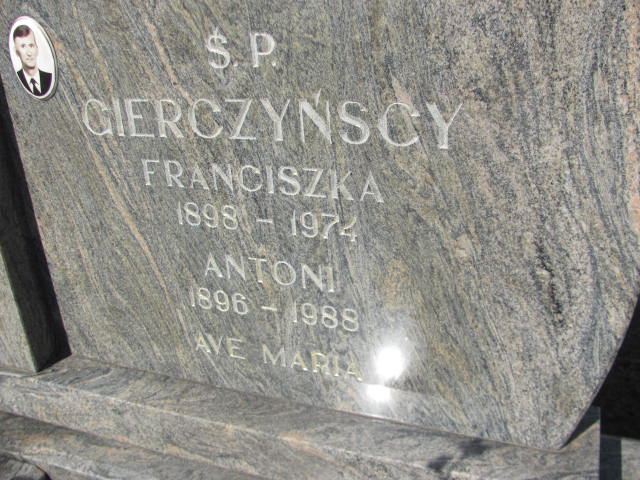 Ś.P.
GIERCZYŃSCY
FRANCISZKA
1898 - 1974
ANTONI
1896 - 1988
AVE MARIA